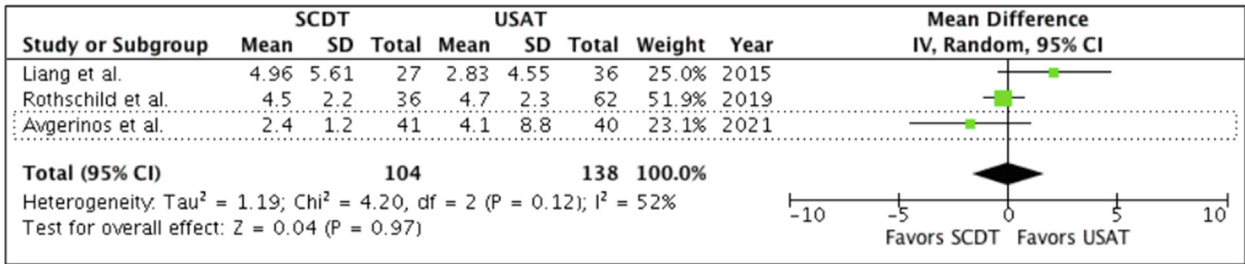 SCDT USAT Mean Difference
Study or Subgroup Mean SD Total Mean SD Total Weight Year IV, Random, 95% CI
Liang et al. 4.96 5.61 27 2.83 4.55 36 25.0% 2015
Rothschild et al. 4.5 2.2 36 4.7 2.3 62 51.9% 2019
Avgerinos et al. 2.4 1.2 41 4.1 8.8 40 23.1% 2021
Total (95% CI) 104 138 100.0%
Heterogeneity: Tau² = 1.19; Chi² = 4.20, df = 2 (P = 0.12); I² = 52%
Test for overall effect: Z = 0.04 (P = 0.97)
-10 -5 0 5 10
Favors SCDT Favors USAT